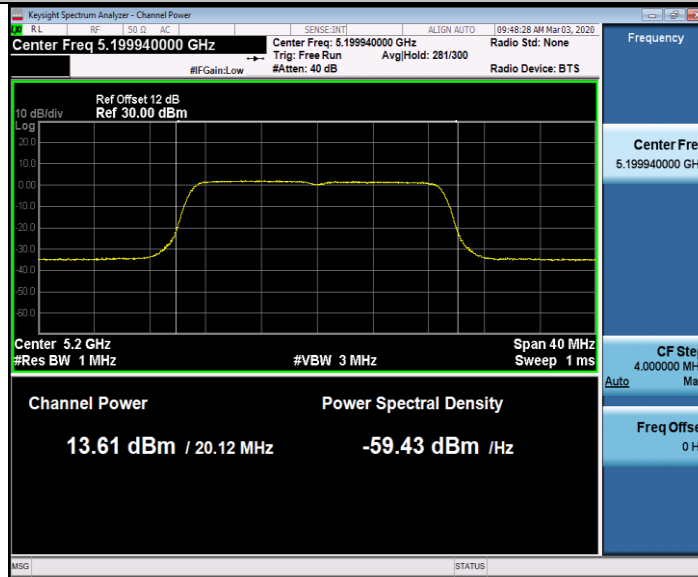 Keysight Spectrum Analyzer - Channel Power
RL RF 50 Ω AC SENSE:INT ALIGN AUTO 09:48:28 AM Mar 03, 2020
Center Freq 5.199940000 GHz
Center Freq: 5.199940000 GHz Radio Std: None
Trig: Free Run Avg|Hold: 281/300
#IFGain:Low #Atten: 40 dB Radio Device: BTS
Frequency
Ref Offset 12 dB
10 dB/div Ref 30.00 dBm
Log
20.0
10.0
0.00
-10.0
-20.0
-30.0
-40.0
-50.0
-60.0
Center 5.2 GHz Span 40 MHz
#Res BW 1 MHz #VBW 3 MHz Sweep 1 ms
Center Fre
5.199940000 GH
CF Ste
4.000000 MH
Auto Ma
Freq Offse
0 H
Channel Power Power Spectral Density
13.61 dBm / 20.12 MHz -59.43 dBm /Hz
MSG STATUS